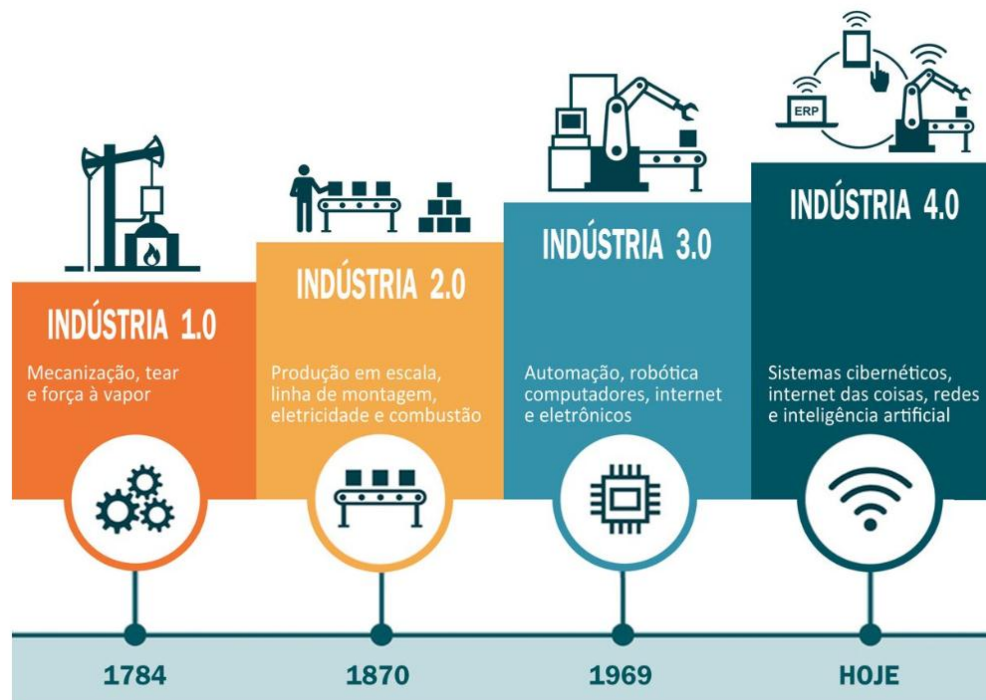 ERP
INDÚSTRIA 1.0
Mecanização, tear
e força à vapor
INDÚSTRIA 2.0
Produção em escala,
linha de montagem,
eletricidade e combustão
INDÚSTRIA 3.0
Automação, robótica
computadores, internet
e eletrônicos
INDÚSTRIA 4.0
Sistemas cibernéticos,
internet das coisas, redes
e inteligência artificial
1784
1870
1969
HOJE